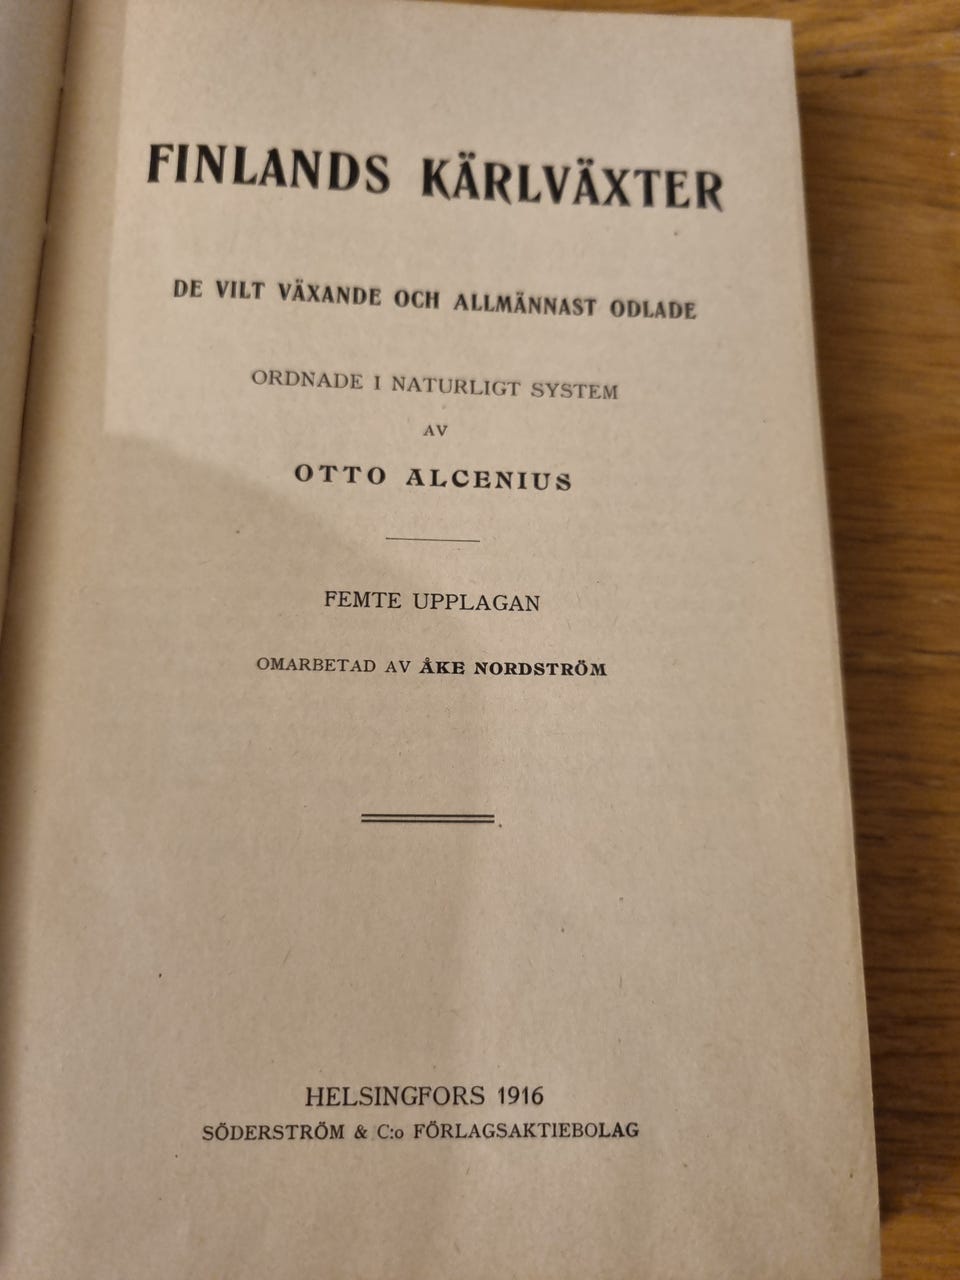 FINLANDS KÄRLVÄXTER
DE VILT VÄXANDE OCH ALLMÄNNAST ODLADE
ORDNADE I NATURLIGT SYSTEM
AV
OTTO ALCENIUS
FEMTE UPPLAGAN
OMARBETAD AV ÅKE NORDSTRÖM
HELSINGFORS 1916
SÖDERSTRÖM & C:o FÖRLAGSAKTIEBOLAG